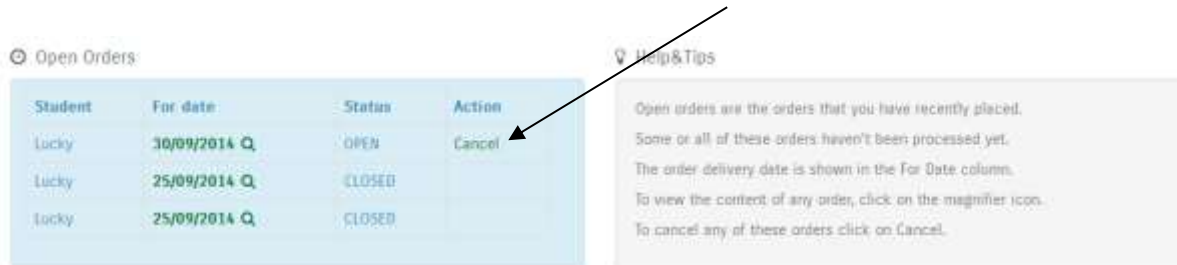 Open Orders
Student For date Status Action
Lucky 30/09/2014 OPEN Cancel
Lucky 25/09/2014 CLOSED
Lucky 25/09/2014 CLOSED
Help&Tips
Open orders are the orders that you have recently placed.
Some or all of these orders haven't been processed yet.
The order delivery date is shown in the For Date column.
To view the content of any order, click on the magnifier icon.
To cancel any of these orders click on Cancel.